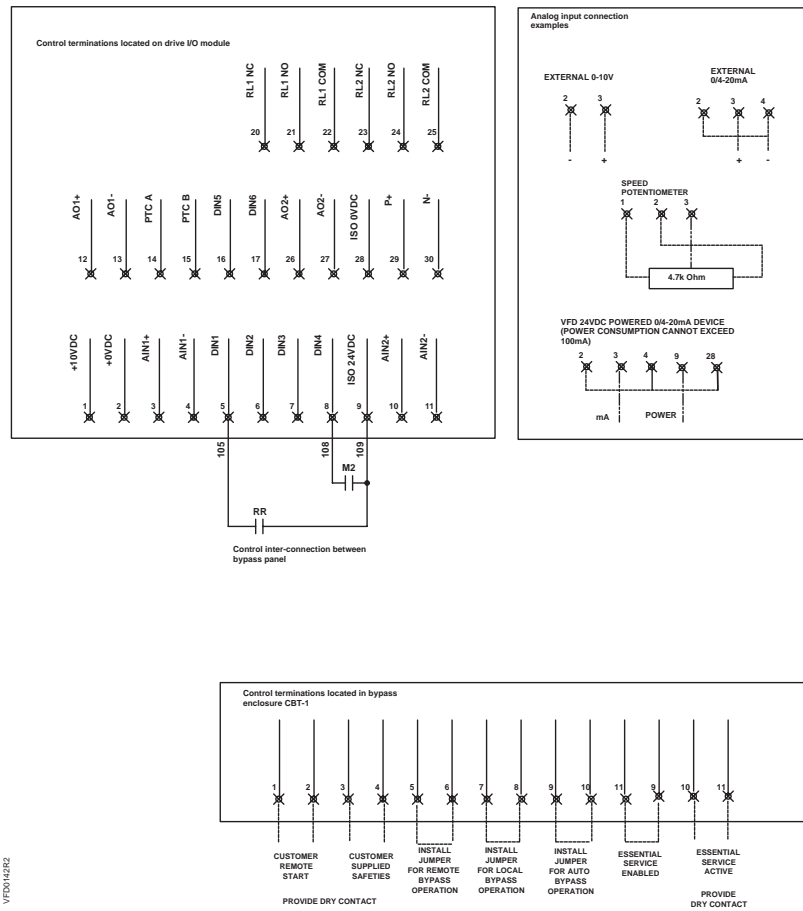 Control terminations located on drive I/O module
RL1 NC
RL1 NO
RL1 COM
RL2 NC
RL2 NO
RL2 COM
20
21
22
23
24
25
AO1+
AO1-
PTC A
PTC B
DIN5
DIN6
AO2+
AO2-
ISO 0VDC
P+
N-
12
13
14
15
16
17
26
27
28
29
30
+10VDC
+0VDC
AIN1+
AIN1-
DIN1
DIN2
DIN3
DIN4
ISO 24VDC
AIN2+
AIN2-
1
2
3
4
5
6
7
8
9
10
11
105
108
109
M2
RR
Control inter-connection between
bypass panel
Analog input connection
examples
EXTERNAL 0-10V
2
3
-
+
EXTERNAL
0/4-20mA
2
3
4
+
-
SPEED
POTENTIOMETER
1
2
3
4.7k Ohm
VFD 24VDC POWERED 0/4-20mA DEVICE
(POWER CONSUMPTION CANNOT EXCEED
100mA)
2
3
4
9
28
mA
POWER
Control terminations located in bypass
enclosure CBT-1
1
2
3
4
5
6
7
8
9
10
11
9
10
11
CUSTOMER
REMOTE
START
CUSTOMER
SUPPLIED
SAFETIES
PROVIDE DRY CONTACT
INSTALL
JUMPER
FOR REMOTE
BYPASS
OPERATION
INSTALL
JUMPER
FOR LOCAL
BYPASS
OPERATION
INSTALL
JUMPER
FOR AUTO
BYPASS
OPERATION
ESSENTIAL
SERVICE
ENABLED
ESSENTIAL
SERVICE
ACTIVE
PROVIDE
DRY CONTACT
VFD0142R2